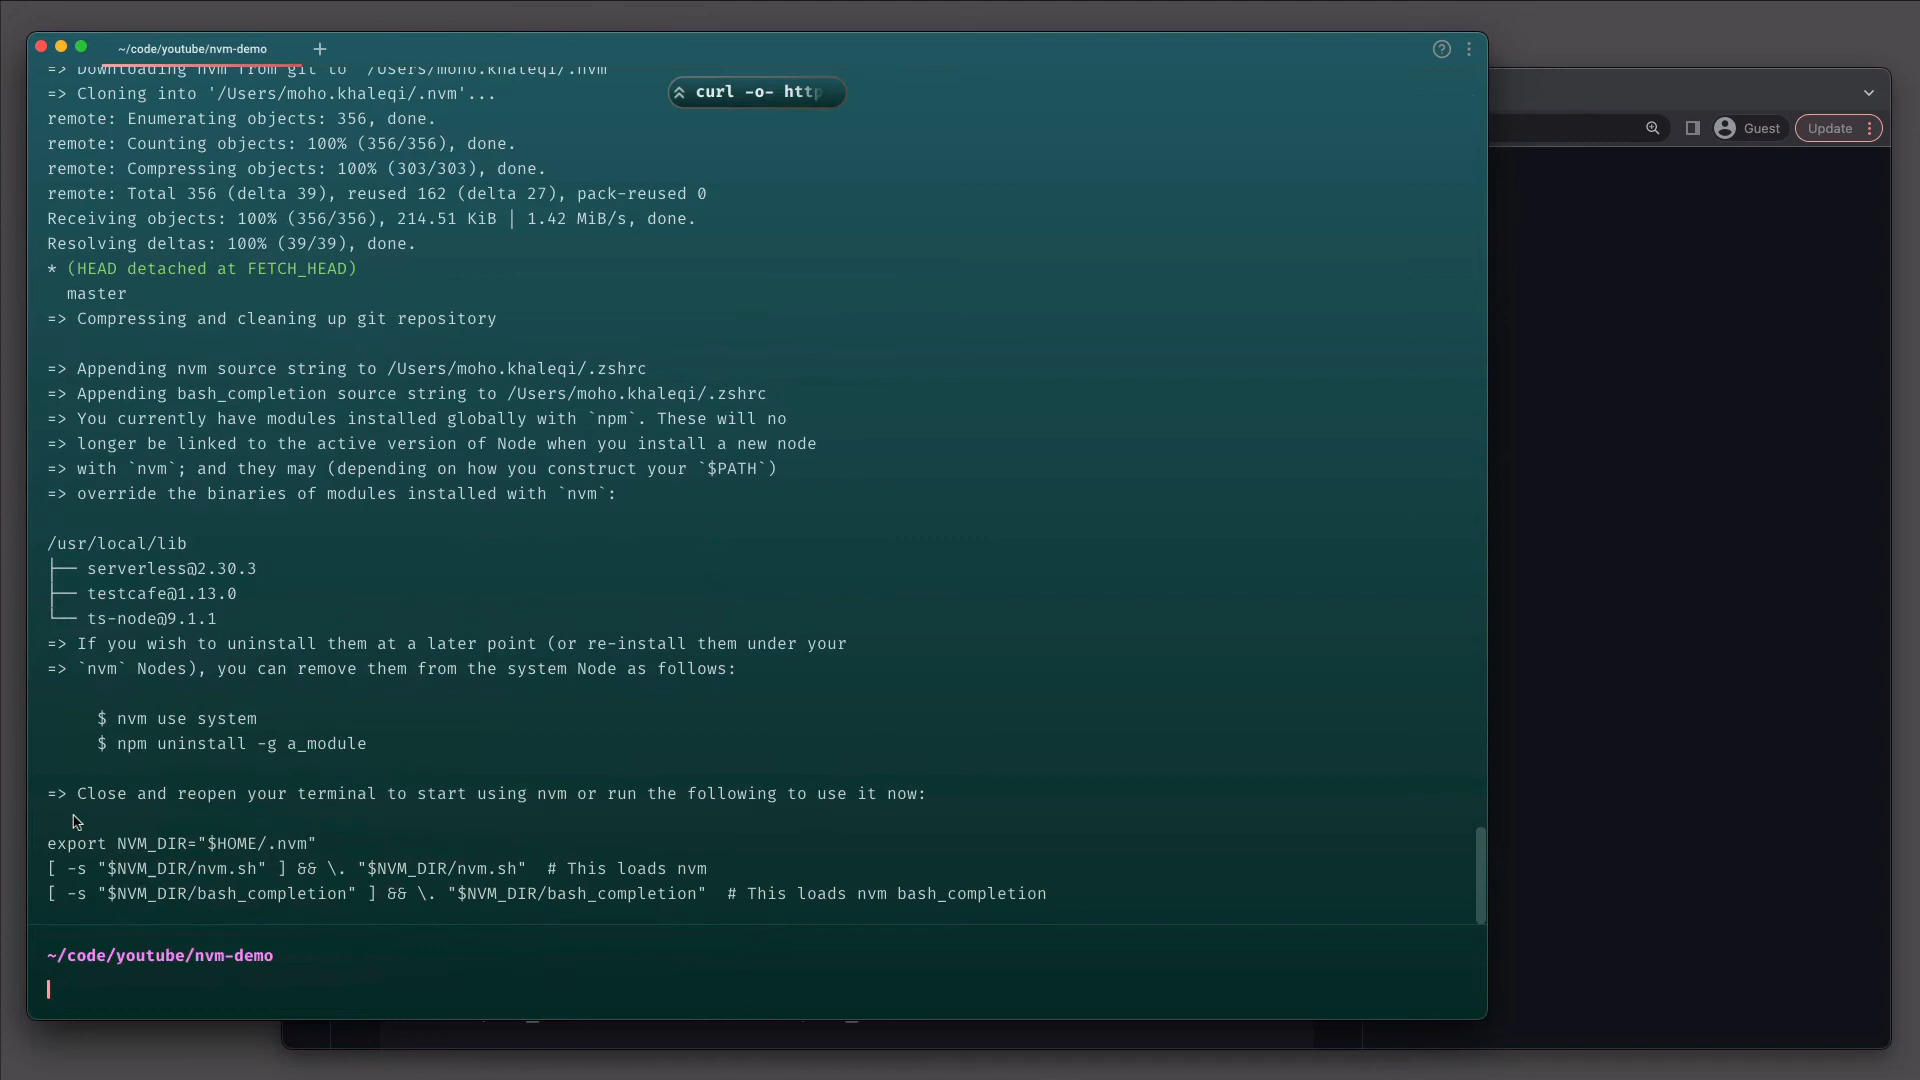 ~/code/youtube/nvm-demo
=> Downloading nvm from git to '/Users/moho.khaleqi/.nvm'
curl -o- http
=> Cloning into '/Users/moho.khaleqi/.nvm'...
remote: Enumerating objects: 356, done.
remote: Counting objects: 100% (356/356), done.
remote: Compressing objects: 100% (303/303), done.
remote: Total 356 (delta 39), reused 162 (delta 27), pack-reused 0
Receiving objects: 100% (356/356), 214.51 KiB | 1.42 MiB/s, done.
Resolving deltas: 100% (39/39), done.
* (HEAD detached at FETCH_HEAD)
master
=> Compressing and cleaning up git repository
=> Appending nvm source string to /Users/moho.khaleqi/.zshrc
=> Appending bash_completion source string to /Users/moho.khaleqi/.zshrc
=> You currently have modules installed globally with `npm`. These will no
=> longer be linked to the active version of Node when you install a new node
=> with `nvm`; and they may (depending on how you construct your `$PATH`)
=> override the binaries of modules installed with `nvm`:
/usr/local/lib
├── serverless@2.30.3
├── testcafe@1.13.0
└── ts-node@9.1.1
=> If you wish to uninstall them at a later point (or re-install them under your
=> `nvm` Nodes), you can remove them from the system Node as follows:
$ nvm use system
$ npm uninstall -g a_module
=> Close and reopen your terminal to start using nvm or run the following to use it now:
export NVM_DIR="$HOME/.nvm"
[ -s "$NVM_DIR/nvm.sh" ] && \. "$NVM_DIR/nvm.sh"  # This loads nvm
[ -s "$NVM_DIR/bash_completion" ] && \. "$NVM_DIR/bash_completion"  # This loads nvm bash_completion
~/code/youtube/nvm-demo
Guest
Update